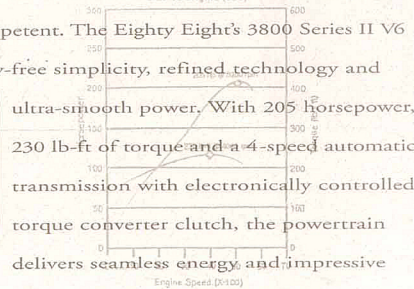 petent. The Eighty Eight's 3800 Series II V6
-free simplicity, refined technology and
ultra-smooth power. With 205 horsepower,
230 lb-ft of torque and a 4-speed automatic
transmission with electronically controlled
torque converter clutch, the powertrain
delivers seamless energy and impressive
Engine Speed (X-100)